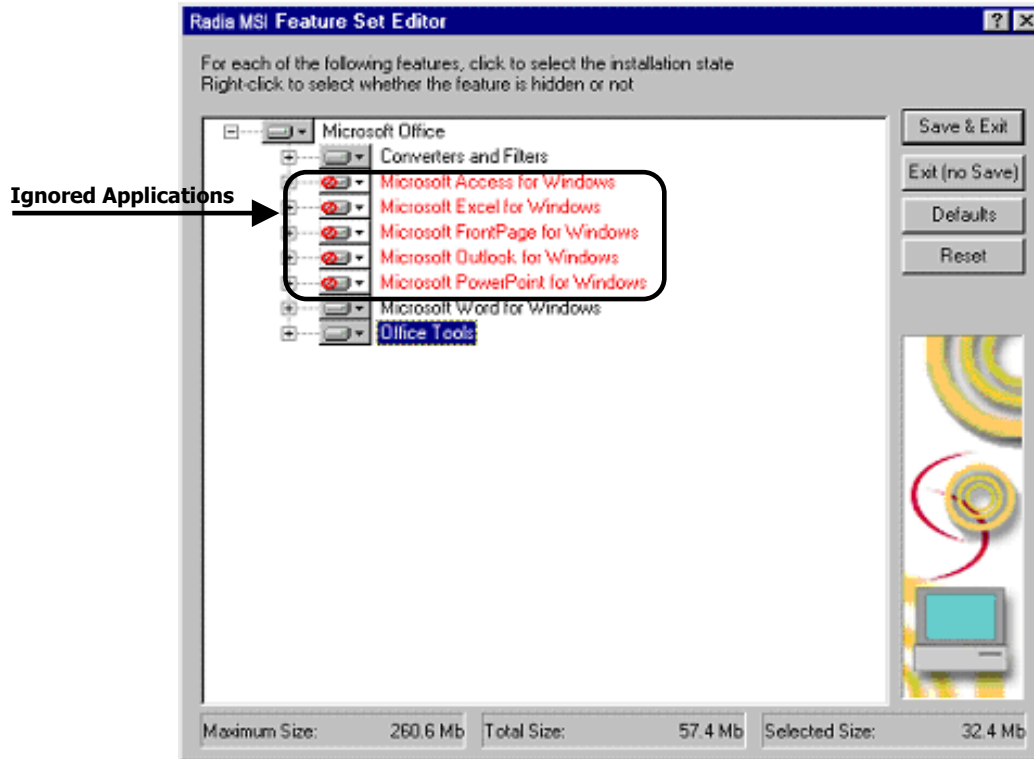 Radia MSI Feature Set Editor
For each of the following features, click to select the installation state
Right-click to select whether the feature is hidden or not
Microsoft Office
Converters and Filters
Microsoft Access for Windows
Microsoft Excel for Windows
Microsoft FrontPage for Windows
Microsoft Outlook for Windows
Microsoft PowerPoint for Windows
Microsoft Word for Windows
Office Tools
Ignored Applications
Save & Exit
Exit (no Save)
Defaults
Reset
Maximum Size: 260.6 Mb Total Size: 57.4 Mb Selected Size: 32.4 Mb